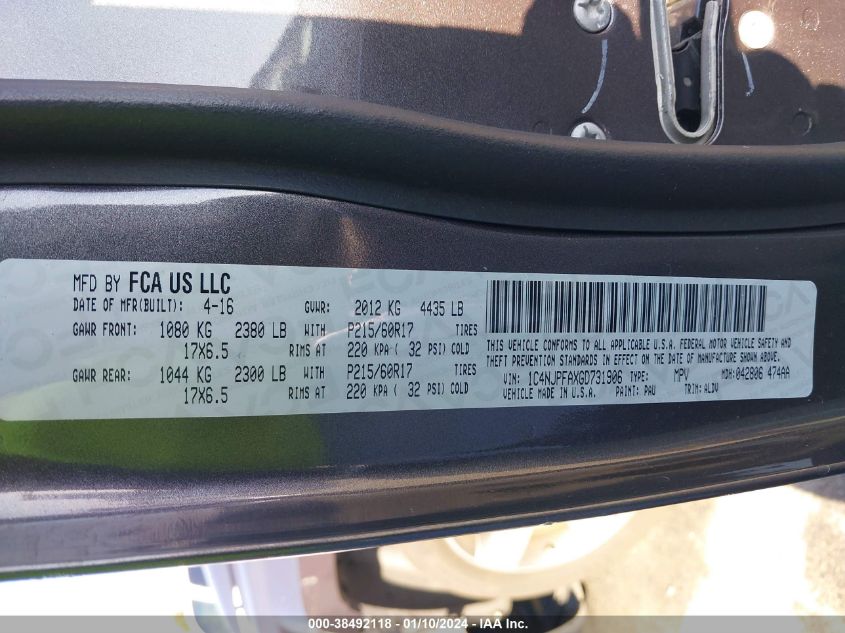 MFD BY FCA US LLC
DATE OF MFR(BUILT): 4-16 GVWR: 2012 KG 4435 LB
GAWR FRONT: 1080 KG 2380 LB WITH P215/60R17 TIRES
17X6.5 RIMS AT 220 KPA ( 32 PSI) COLD
GAWR REAR: 1044 KG 2300 LB WITH P215/60R17 TIRES
17X6.5 RIMS AT 220 KPA ( 32 PSI) COLD
THIS VEHICLE CONFORMS TO ALL APPLICABLE U.S.A. FEDERAL MOTOR VEHICLE SAFETY AND
THEFT PREVENTION STANDARDS IN EFFECT ON THE DATE OF MANUFACTURE SHOWN ABOVE.
VIN: 1C4NJPFAXGD731906 TYPE: MPV MDH: 042806 474AA
VEHICLE MADE IN U.S.A. PAINT: PAU TRIM: ALDV
000-38492118 - 01/10/2024 - IAA Inc.